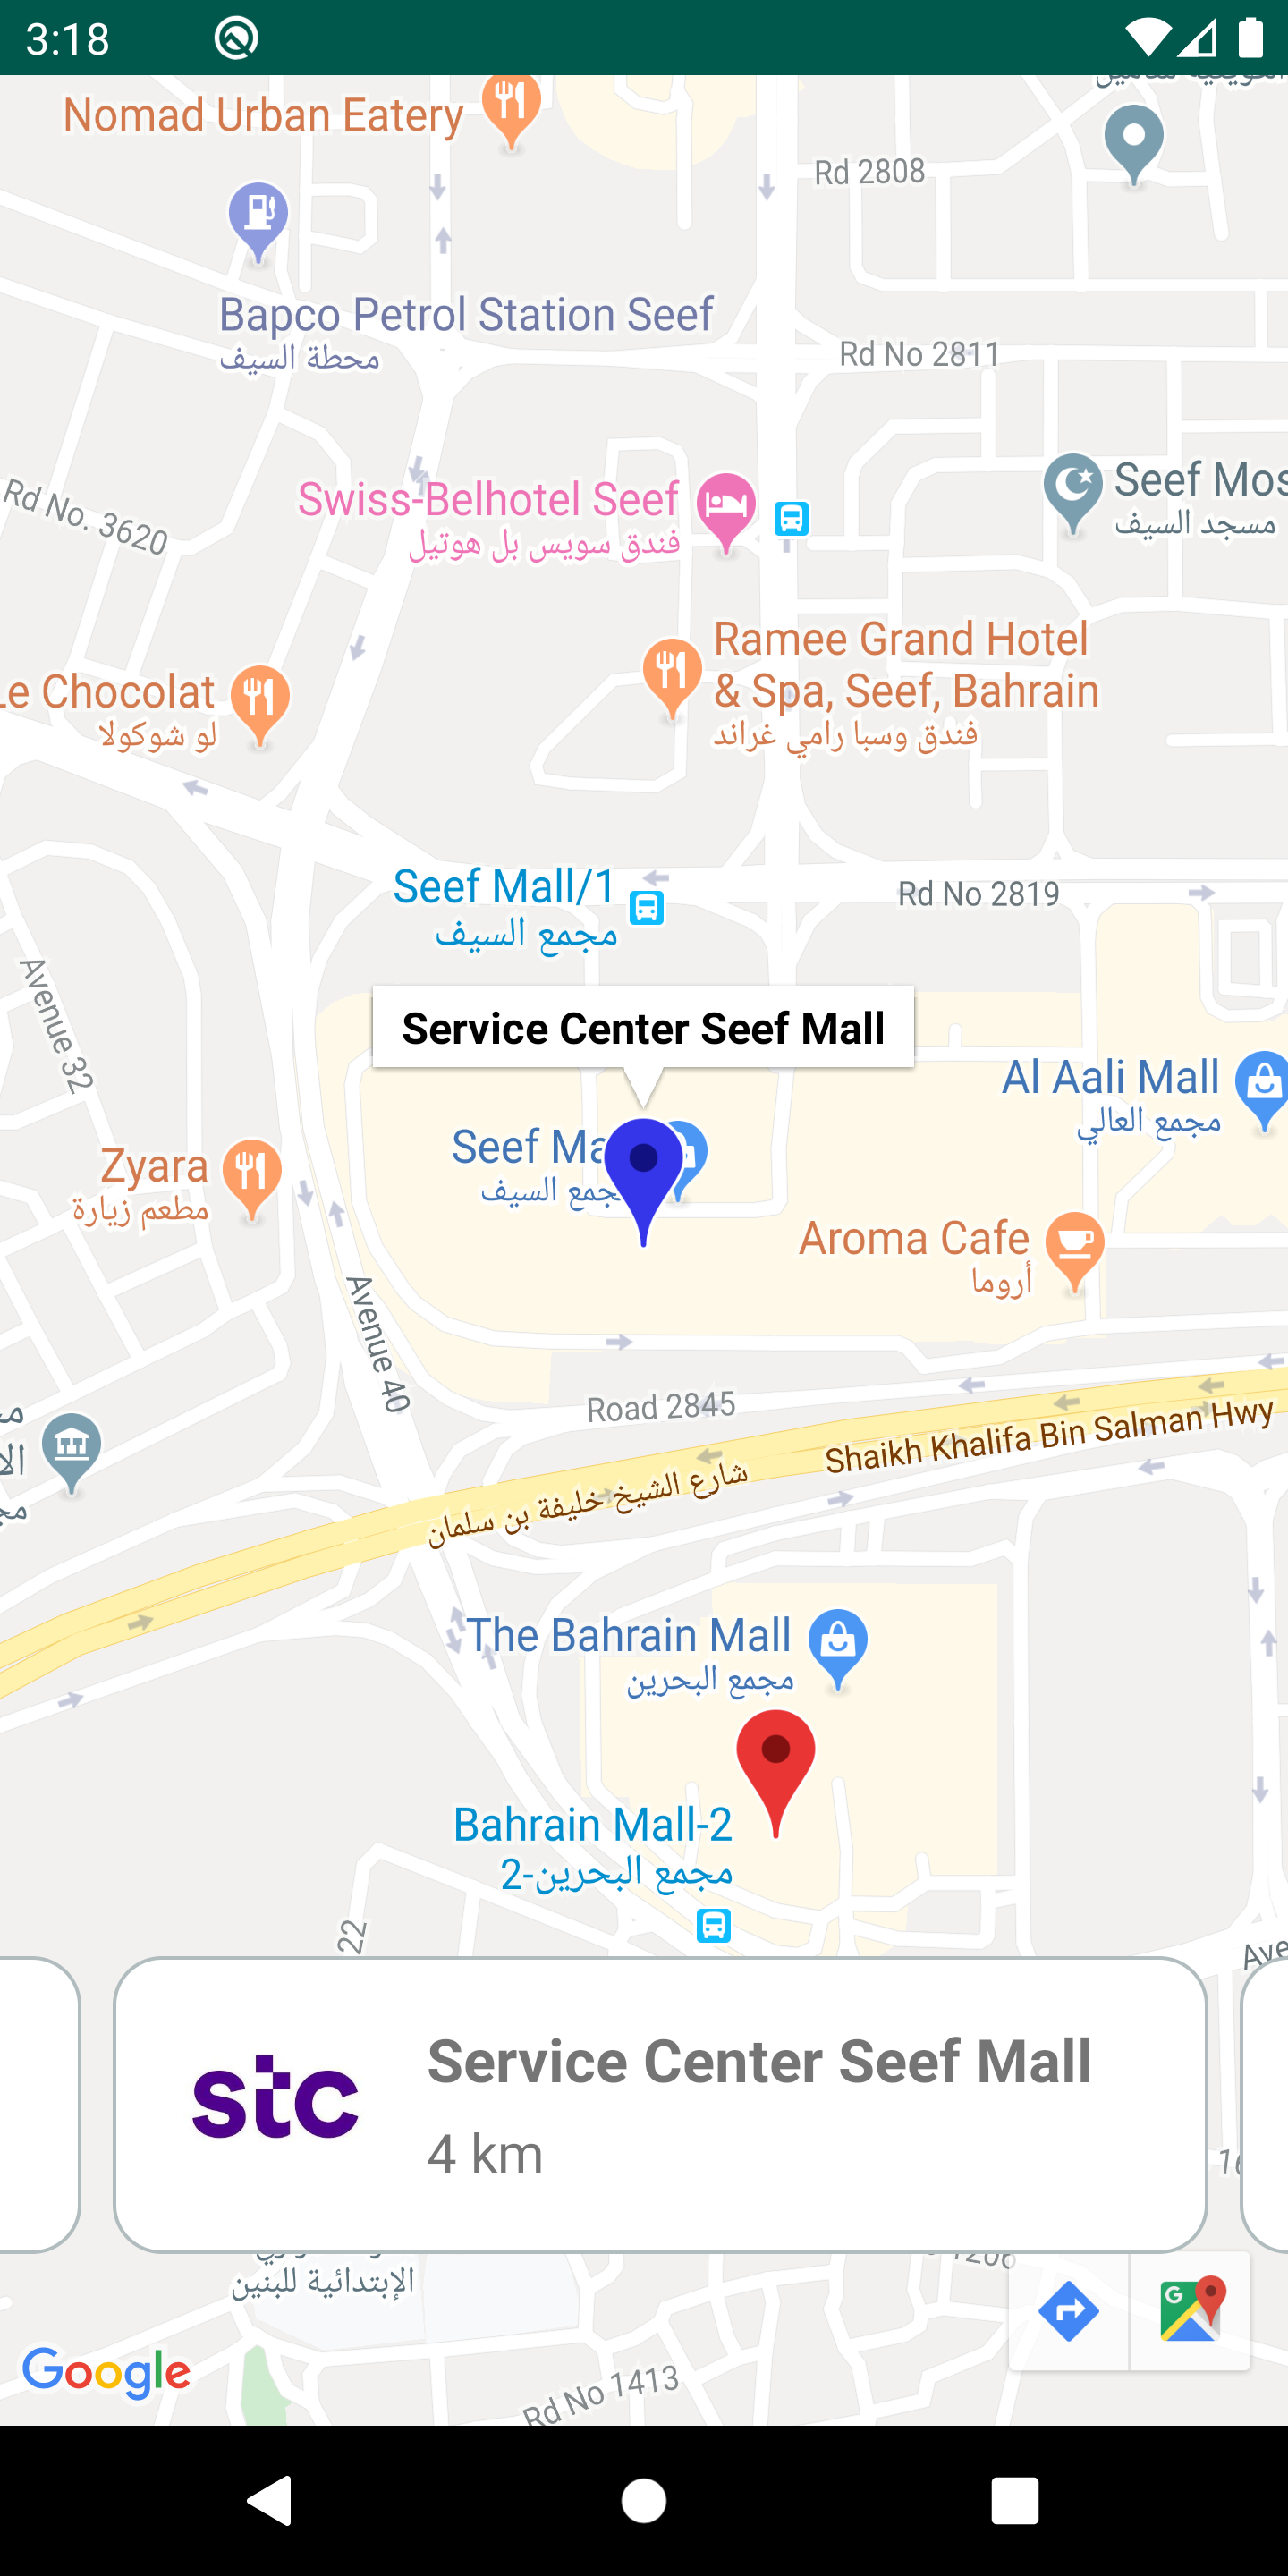 3:18
Nomad Urban Eatery
Rd 2808
Bapco Petrol Station Seef
محطة السيف
Rd No 2811
Rd No. 3620
Swiss-Belhotel Seef
فندق سويس بل هوتيل
Seef Mos
مسجد السيف
Ramee Grand Hotel
& Spa, Seef, Bahrain
فندق وسبا رامي غراند
Le Chocolat
لو شوكولا
Seef Mall/1
مجمع السيف
Rd No 2819
Avenue 32
Service Center Seef Mall
Al Aali Mall
مجمع العالي
Seef Ma
جمع السيف
Zyara
مطعم زيارة
Aroma Cafe
أروما
Avenue 40
Road 2845
Shaikh Khalifa Bin Salman Hwy
شارع الشيخ خليفة بن سلمان
The Bahrain Mall
مجمع البحرين
Bahrain Mall-2
مجمع البحرين-2
22
Ave
stc
Service Center Seef Mall
4 km
1206
الإبتدائية للبنين
G
Google
Rd No 1413